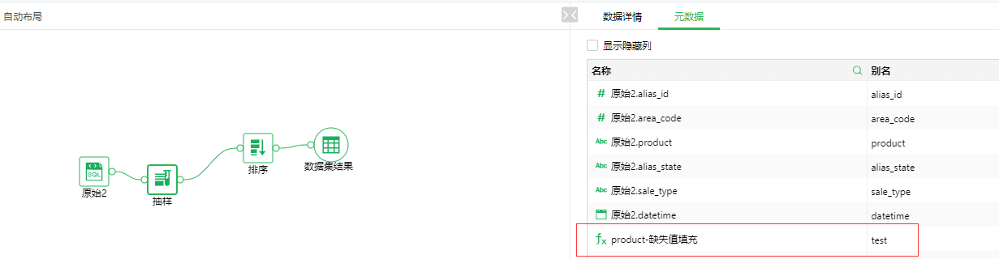 自动布局
数据详情 元数据
显示隐藏列
名称 别名
# 原始2.alias_id alias_id
# 原始2.area_code area_code
Abc 原始2.product product
Abc 原始2.alias_state alias_state
Abc 原始2.sale_type sale_type
原始2.datetime datetime
fx product-缺失值填充 test
SQL
原始2
抽样
排序
数据集结果